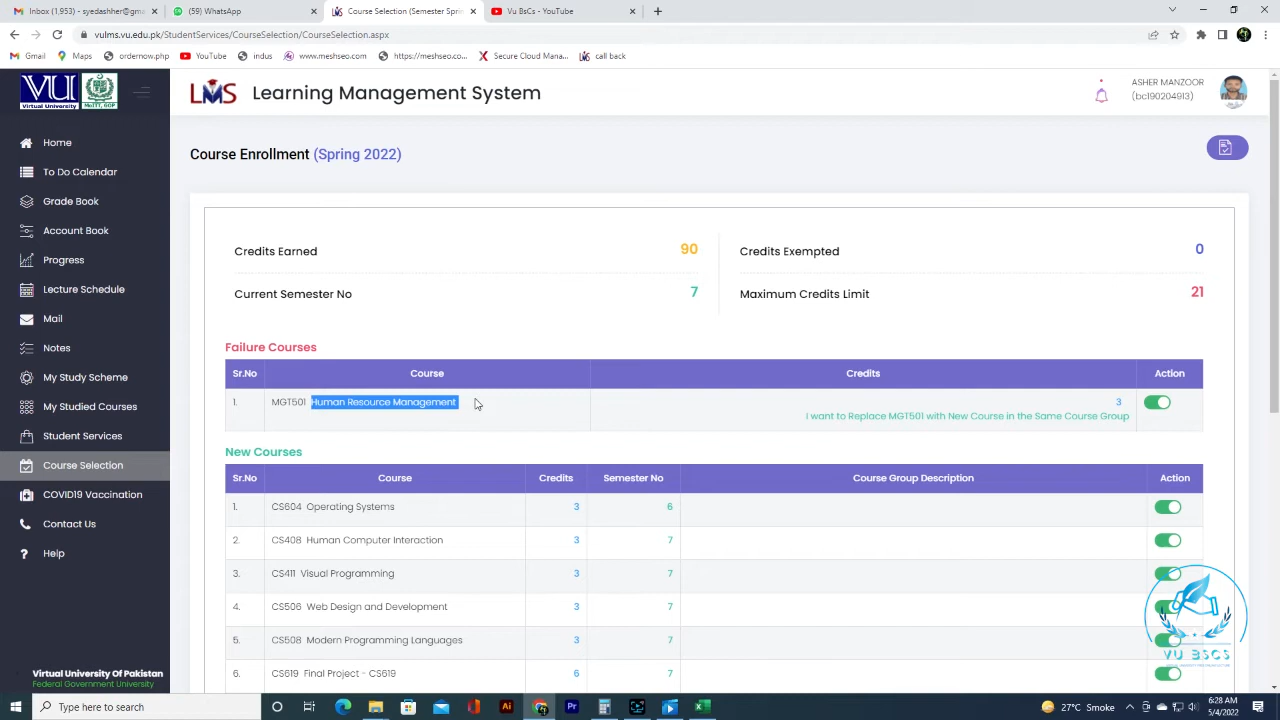 Inbox (1,953) - syedashher@gma
(59) WhatsApp
Course Selection (Semester Sprin
Vu BsCs - YouTube
vulms.vu.edu.pk/StudentServices/CourseSelection/CourseSelection.aspx
Gmail
Maps
ordernow.php
YouTube
indus
www.meshseo.com
https://meshseo.co...
Secure Cloud Mana...
call back
VU
Virtual University
MoITT, GOP
LMS Learning Management System
ASHER MANZOOR
(bc190204913)
Home
To Do Calendar
Grade Book
Account Book
Progress
Lecture Schedule
Mail
Notes
My Study Scheme
My Studied Courses
Student Services
Course Selection
COVID19 Vaccination
Contact Us
Help
Virtual University Of Pakistan
Federal Government University
Course Enrollment (Spring 2022)
Credits Earned 90
Credits Exempted 0
Current Semester No 7
Maximum Credits Limit 21
Failure Courses
Sr.No Course Credits Action
1. MGT501 Human Resource Management 3
I want to Replace MGT501 with New Course in the Same Course Group
New Courses
Sr.No Course Credits Semester No Course Group Description Action
1. CS604 Operating Systems 3 6
2. CS408 Human Computer Interaction 3 7
3. CS411 Visual Programming 3 7
4. CS506 Web Design and Development 3 7
5. CS508 Modern Programming Languages 3 7
6. CS619 Final Project - CS619 6 7
VU BSCS
Type here to search
27°C Smoke
6:28 AM
5/4/2022